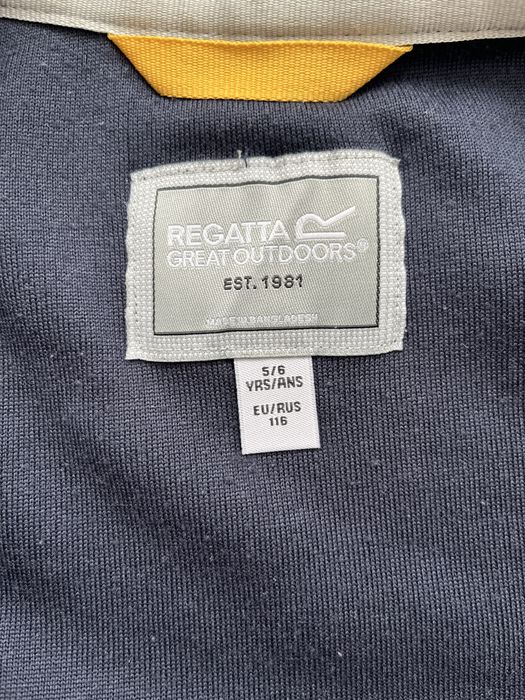 REGATTA
GREAT OUTDOORS®
EST. 1981
MADE IN BANGLADESH
5/6
YRS/ANS
EU/RUS
116